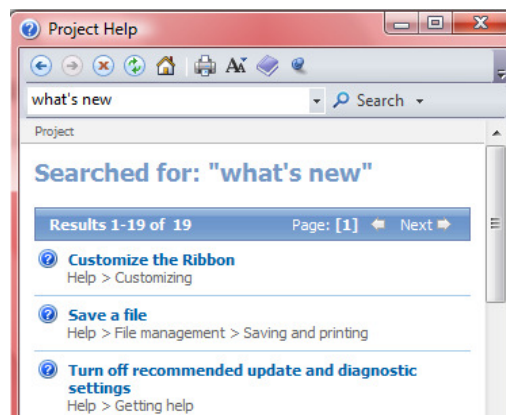 Project Help
what's new
Search
Project
Searched for: "what's new"
Results 1-19 of 19 Page: [1] Next
Customize the Ribbon
Help > Customizing
Save a file
Help > File management > Saving and printing
Turn off recommended update and diagnostic
settings
Help > Getting help